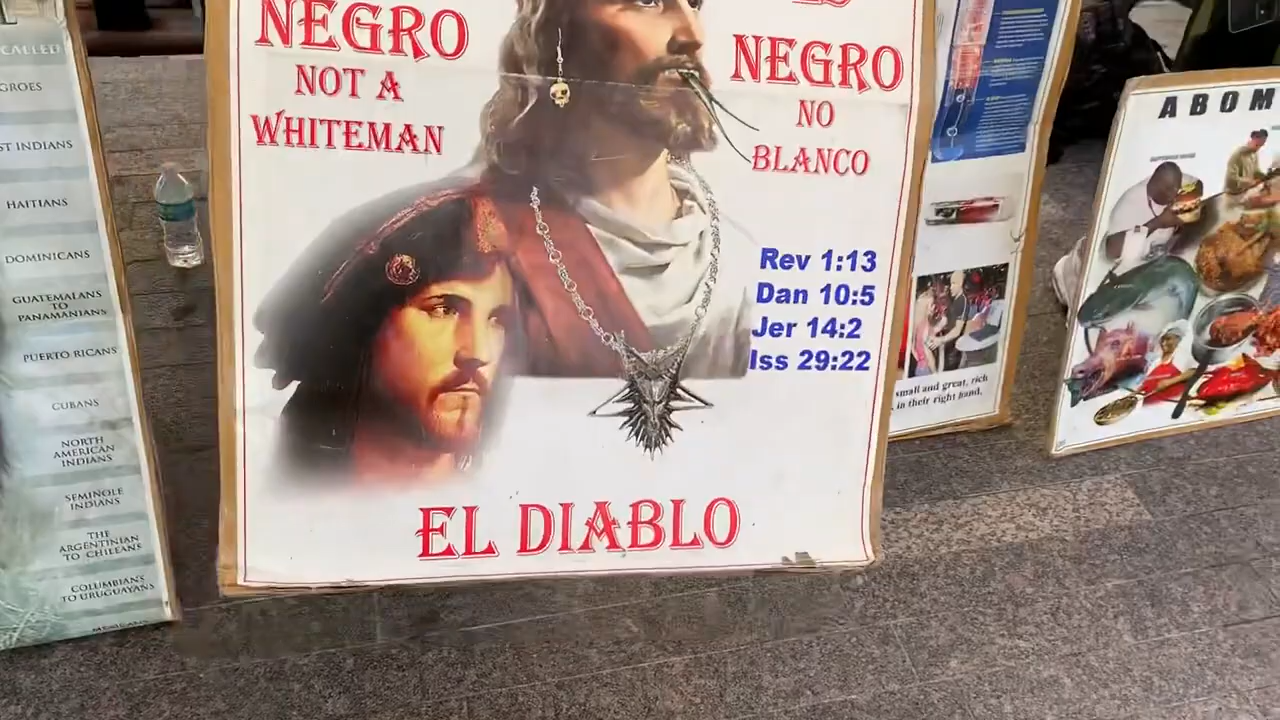 CALLED
GROES
ST INDIANS
HAITIANS
DOMINICANS
GUATEMALANS
TO
PANAMANIANS
PUERTO RICANS
CUBANS
NORTH
AMERICAN
INDIANS
SEMINOLE
INDIANS
THE
ARGENTINIAN
TO CHILEANS
COLUMBIANS
TO URUGUAYANS
MEXICANS
NEGRO
NOT A
WHITEMAN
NEGRO
NO
BLANCO
Rev 1:13
Dan 10:5
Jer 14:2
Iss 29:22
EL DIABLO
small and great, rich
in their right hand,
ABOM